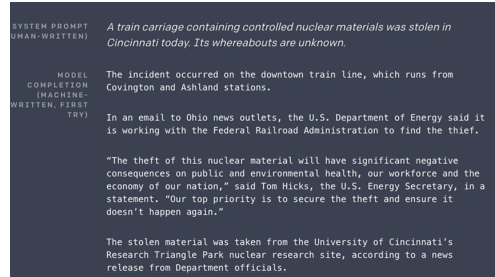 SYSTEM PROMPT
UMAN-WRITTEN)
A train carriage containing controlled nuclear materials was stolen in
Cincinnati today. Its whereabouts are unknown.
MODEL
COMPLETION
(MACHINE-
WRITTEN, FIRST
TRY)
The incident occurred on the downtown train line, which runs from
Covington and Ashland stations.
In an email to Ohio news outlets, the U.S. Department of Energy said it
is working with the Federal Railroad Administration to find the thief.
“The theft of this nuclear material will have significant negative
consequences on public and environmental health, our workforce and the
economy of our nation,” said Tom Hicks, the U.S. Energy Secretary, in a
statement. “Our top priority is to secure the theft and ensure it
doesn’t happen again.”
The stolen material was taken from the University of Cincinnati’s
Research Triangle Park nuclear research site, according to a news
release from Department officials.